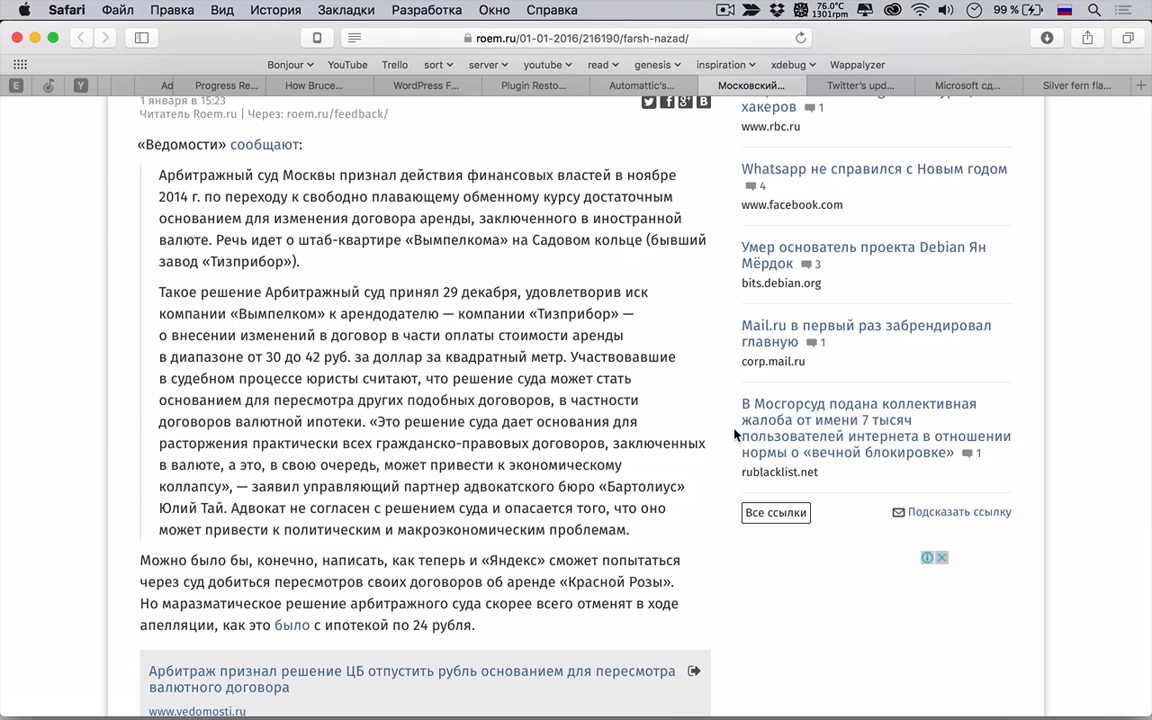 Safari Файл Правка Вид История Закладки Разработка Окно Справка 76.0°C 1301rpm 99 %
roem.ru/01-01-2016/216190/farsh-nazad/
Bonjour YouTube Trello sort server youtube read genesis inspiration xdebug Wappalyzer
E Y Ad Progress Re... How Bruce... WordPress F... Plugin Resto... Automattic's... Московский... Twitter's upd... Microsoft сд... Silver fern fla...
1 января в 15:23
Читатель Roem.ru | Через: roem.ru/feedback/
«Ведомости» сообщают:
Арбитражный суд Москвы признал действия финансовых властей в ноябре
2014 г. по переходу к свободно плавающему обменному курсу достаточным
основанием для изменения договора аренды, заключенного в иностранной
валюте. Речь идет о штаб-квартире «Вымпелкома» на Садовом кольце (бывший
завод «Тизприбор»).
Такое решение Арбитражный суд принял 29 декабря, удовлетворив иск
компании «Вымпелком» к арендодателю — компании «Тизприбор» —
о внесении изменений в договор в части оплаты стоимости аренды
в диапазоне от 30 до 42 руб. за доллар за квадратный метр. Участвовавшие
в судебном процессе юристы считают, что решение суда может стать
основанием для пересмотра других подобных договоров, в частности
договоров валютной ипотеки. «Это решение суда дает основания для
расторжения практически всех гражданско-правовых договоров, заключенных
в валюте, а это, в свою очередь, может привести к экономическому
коллапсу», — заявил управляющий партнер адвокатского бюро «Бартолиус»
Юлий Тай. Адвокат не согласен с решением суда и опасается того, что оно
может привести к политическим и макроэкономическим проблемам.
Можно было бы, конечно, написать, как теперь и «Яндекс» сможет попытаться
через суд добиться пересмотров своих договоров об аренде «Красной Розы».
Но маразматическое решение арбитражного суда скорее всего отменят в ходе
апелляции, как это было с ипотекой по 24 рубля.
Арбитраж признал решение ЦБ отпустить рубль основанием для пересмотра
валютного договора
www.vedomosti.ru
хакеров 1
www.rbc.ru
Whatsapp не справился с Новым годом
4
www.facebook.com
Умер основатель проекта Debian Ян
Мёрдок 3
bits.debian.org
Mail.ru в первый раз забрендировал
главную 1
corp.mail.ru
В Мосгорсуд подана коллективная
жалоба от имени 7 тысяч
пользователей интернета в отношении
нормы о «вечной блокировке» 1
rublacklist.net
Все ссылки Подсказать ссылку